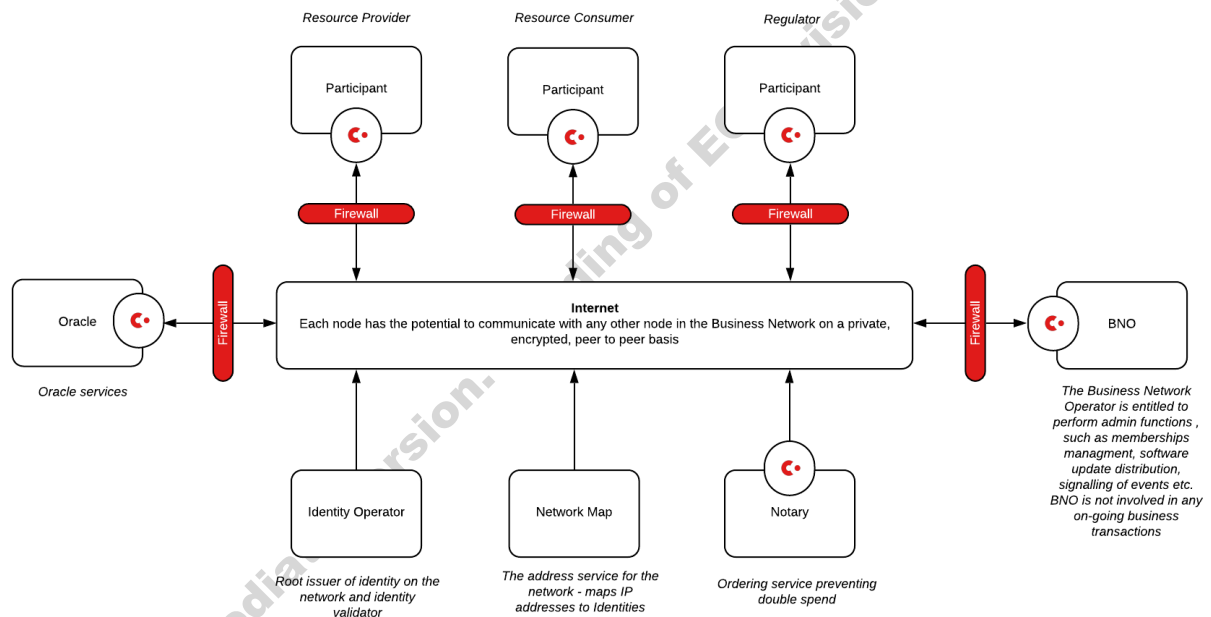 Resource Provider
Resource Consumer
Regulator
Participant
Participant
Participant
Firewall
Firewall
Firewall
Oracle
Firewall
Internet
Each node has the potential to communicate with any other node in the Business Network on a private,
encrypted, peer to peer basis
Firewall
BNO
Oracle services
The Business Network
Operator is entitled to
perform admin functions ,
such as memberships
managment, software
update distribution,
signalling of events etc.
BNO is not involved in any
on-going business
transactions
Identity Operator
Network Map
Notary
Root issuer of identity on the
network and identity
validator
The address service for the
network - maps IP
addresses to Identities
Ordering service preventing
double spend